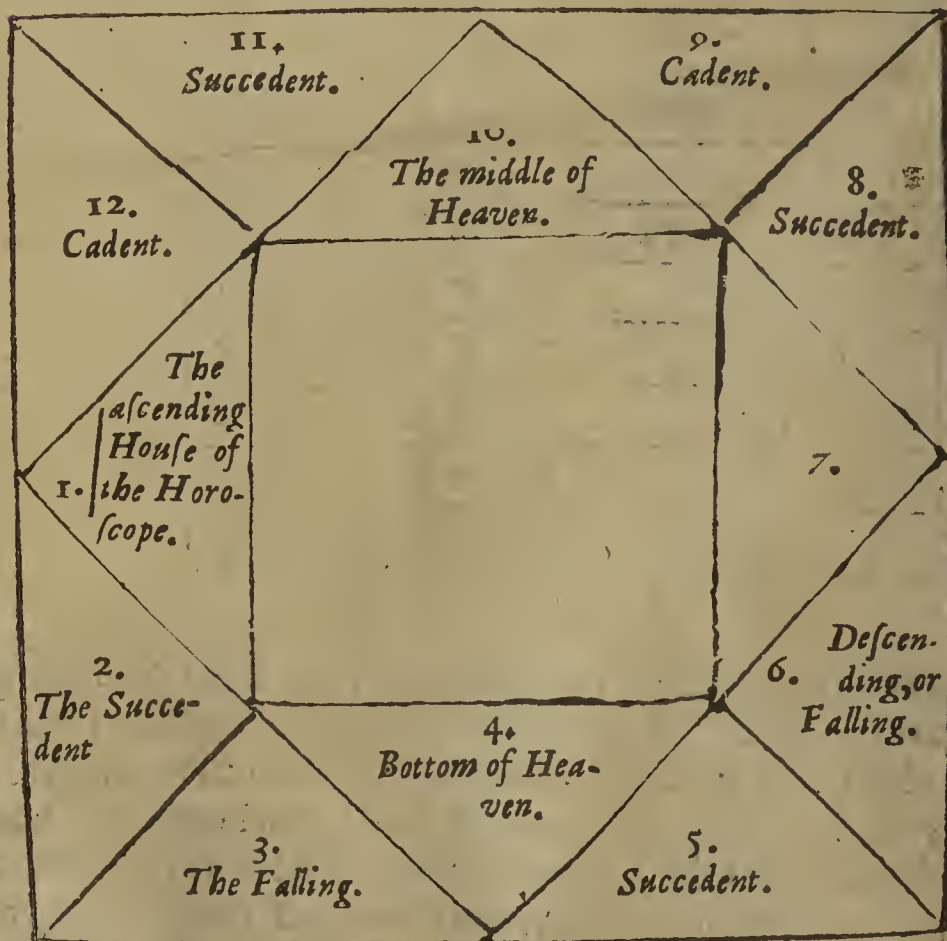 11.
Succedent.
9.
Cadent.
10.
The middle of
Heaven.
8.
Succedent.
12.
Cadent.
The
aſcending
Houſe of
1. the Horo-
ſcope.
7.
2.
The Succe-
dent
6. Deſcen-
ding, or
Falling.
4.
Bottom of Hea-
ven.
3.
The Falling.
5.
Succedent.